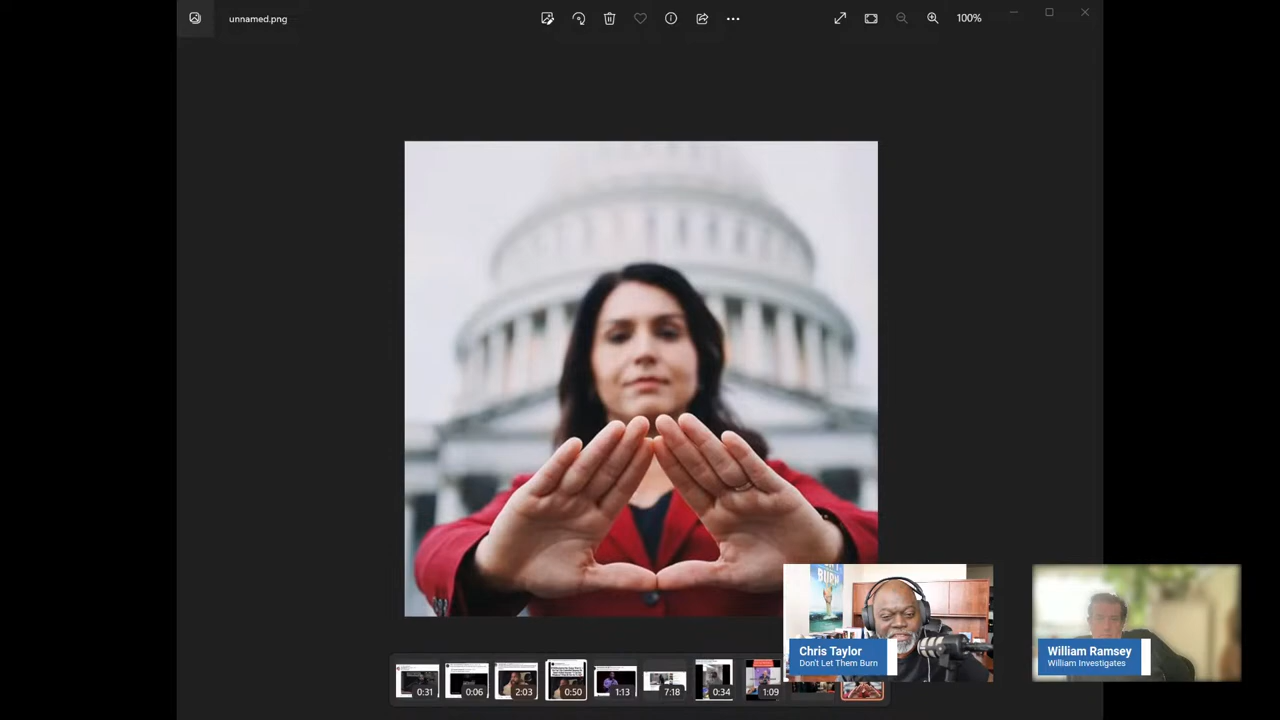 unnamed.png
100%
BURN
Chris Taylor
Don't Let Them Burn
William Ramsey
William Investigates
0:31
0:06
2:03
0:50
1:13
7:18
0:34
1:09